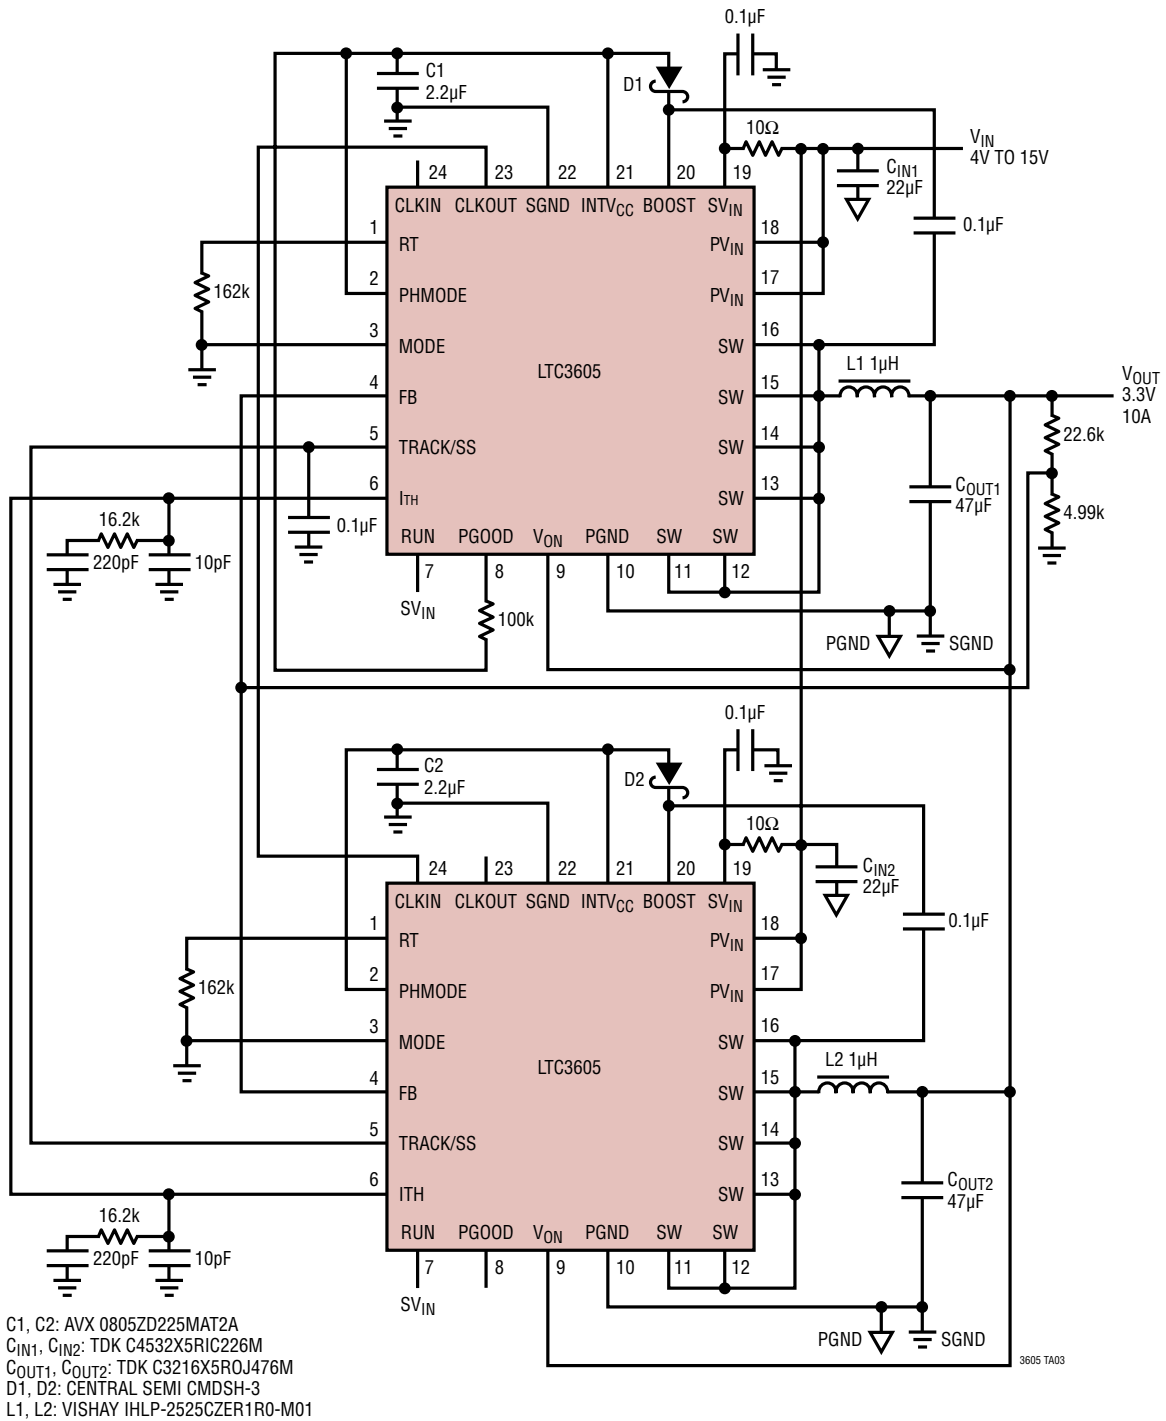 0.1µF
C1
2.2µF
D1
10Ω
VIN
4V TO 15V
CIN1
22µF
0.1µF
24
23
22
21
20
19
CLKIN
CLKOUT
SGND
INTVCC
BOOST
SVIN
1
RT
18
PVIN
162k
2
PHMODE
17
PVIN
3
MODE
16
SW
LTC3605
L1 1µH
VOUT
3.3V
10A
4
FB
15
SW
22.6k
5
TRACK/SS
14
SW
6
ITH
13
SW
COUT1
47µF
4.99k
16.2k
220pF
10pF
0.1µF
RUN
PGOOD
VON
PGND
SW
SW
7
8
9
10
11
12
SVIN
100k
PGND
SGND
0.1µF
C2
2.2µF
D2
10Ω
CIN2
22µF
0.1µF
24
23
22
21
20
19
CLKIN
CLKOUT
SGND
INTVCC
BOOST
SVIN
1
RT
18
PVIN
162k
2
PHMODE
17
PVIN
3
MODE
16
SW
LTC3605
L2 1µH
4
FB
15
SW
5
TRACK/SS
14
SW
6
ITH
13
SW
COUT2
47µF
16.2k
220pF
10pF
RUN
PGOOD
VON
PGND
SW
SW
7
8
9
10
11
12
SVIN
PGND
SGND
3605 TA03
C1, C2: AVX 0805ZD225MAT2A
CIN1, CIN2: TDK C4532X5RIC226M
COUT1, COUT2: TDK C3216X5ROJ476M
D1, D2: CENTRAL SEMI CMDSH-3
L1, L2: VISHAY IHLP-2525CZER1R0-M01